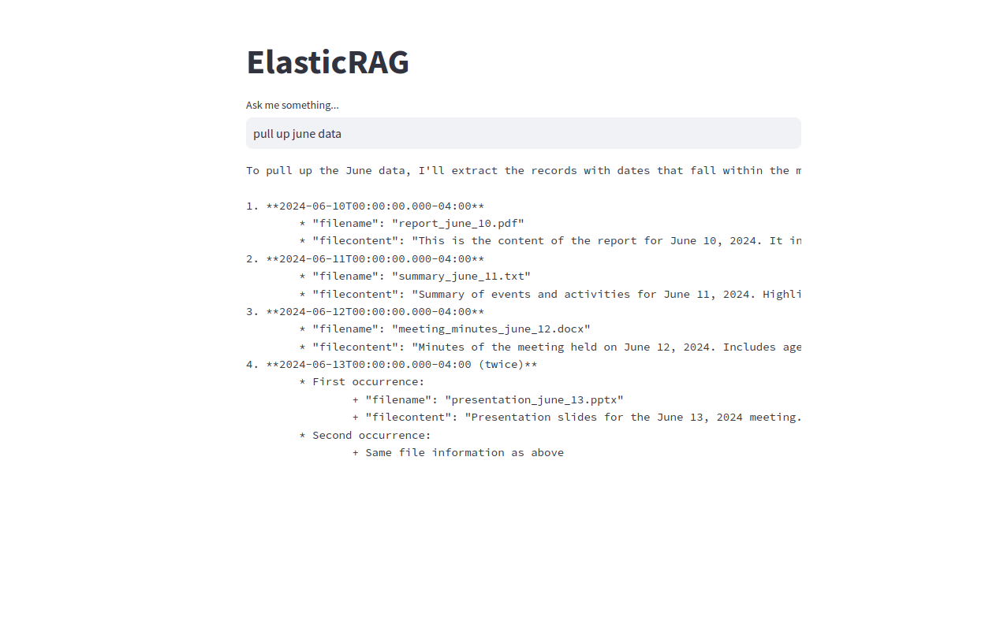 ElasticRAG
Ask me something...
pull up june data
To pull up the June data, I'll extract the records with dates that fall within the m
1. **2024-06-10T00:00:00.000-04:00**
* "filename": "report_june_10.pdf"
* "filecontent": "This is the content of the report for June 10, 2024. It in
2. **2024-06-11T00:00:00.000-04:00**
* "filename": "summary_june_11.txt"
* "filecontent": "Summary of events and activities for June 11, 2024. Highli
3. **2024-06-12T00:00:00.000-04:00**
* "filename": "meeting_minutes_june_12.docx"
* "filecontent": "Minutes of the meeting held on June 12, 2024. Includes age
4. **2024-06-13T00:00:00.000-04:00 (twice)**
* First occurrence:
+ "filename": "presentation_june_13.pptx"
+ "filecontent": "Presentation slides for the June 13, 2024 meeting.
* Second occurrence:
+ Same file information as above